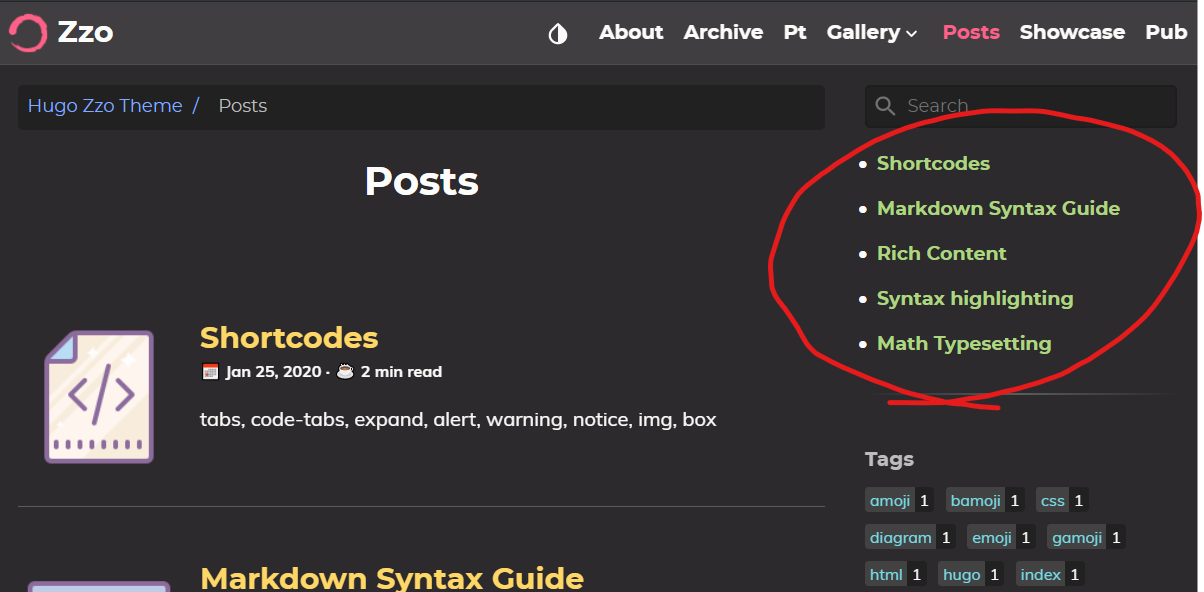 Zzo
About Archive Pt Gallery Posts Showcase Pub
Hugo Zzo Theme / Posts
Search
Posts
Shortcodes
Jan 25, 2020 · 2 min read
tabs, code-tabs, expand, alert, warning, notice, img, box
Markdown Syntax Guide
• Shortcodes
• Markdown Syntax Guide
• Rich Content
• Syntax highlighting
• Math Typesetting
Tags
amoji 1 bamoji 1 css 1
diagram 1 emoji 1 gamoji 1
html 1 hugo 1 index 1